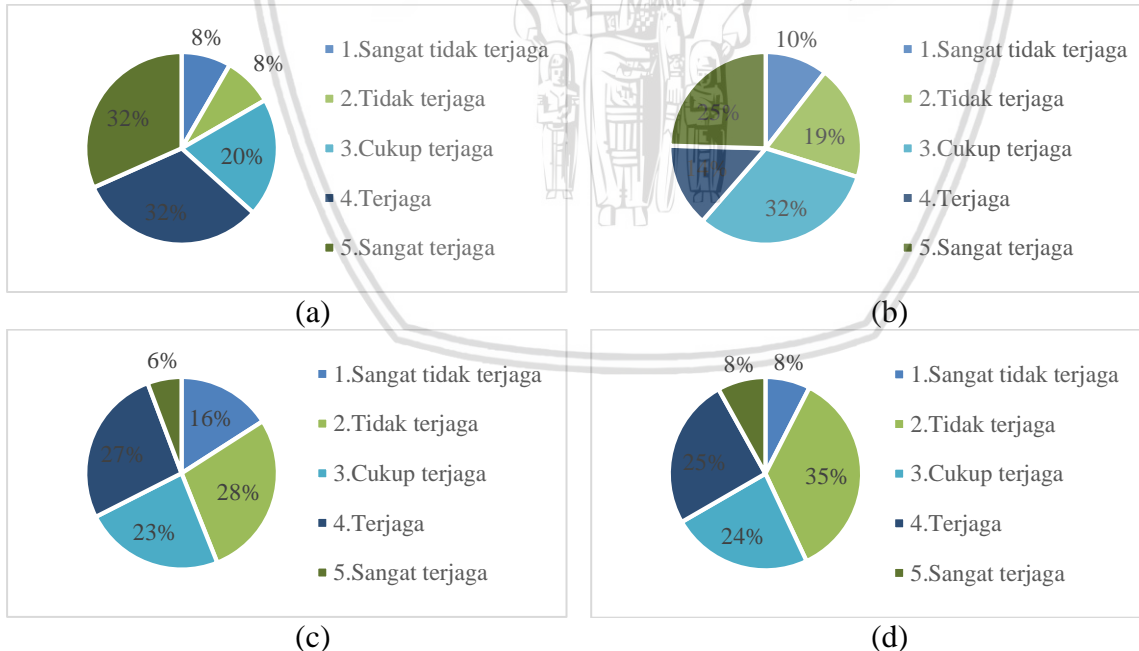 8%
8%
20%
32%
32%
1.Sangat tidak terjaga
2.Tidak terjaga
3.Cukup terjaga
4.Terjaga
5.Sangat terjaga
(a)
10%
19%
32%
25%
1.Sangat tidak terjaga
2.Tidak terjaga
3.Cukup terjaga
4.Terjaga
5.Sangat terjaga
(b)
6%
16%
28%
23%
27%
1.Sangat tidak terjaga
2.Tidak terjaga
3.Cukup terjaga
4.Terjaga
5.Sangat terjaga
(c)
8%
8%
35%
24%
25%
1.Sangat tidak terjaga
2.Tidak terjaga
3.Cukup terjaga
4.Terjaga
5.Sangat terjaga
(d)